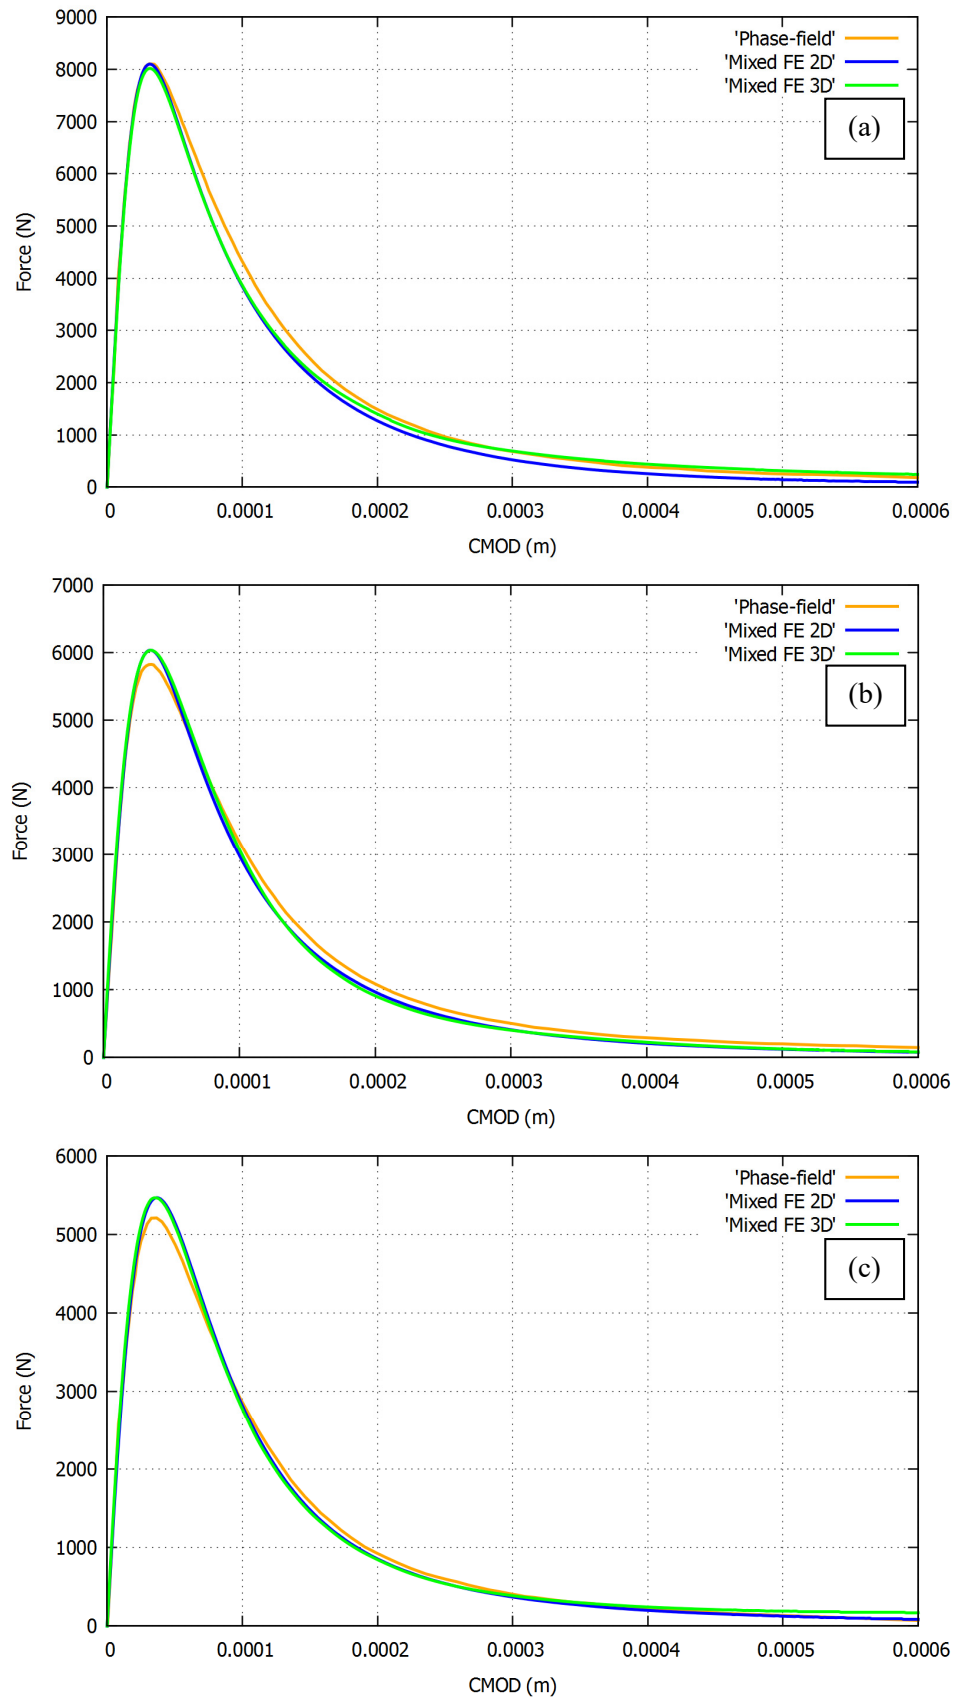 9000
8000
7000
6000
5000
4000
3000
2000
1000
0
Force (N)
'Phase-field'
'Mixed FE 2D'
'Mixed FE 3D'
(a)
0 0.0001 0.0002 0.0003 0.0004 0.0005 0.0006
CMOD (m)
7000
6000
5000
4000
3000
2000
1000
0
Force (N)
'Phase-field'
'Mixed FE 2D'
'Mixed FE 3D'
(b)
0 0.0001 0.0002 0.0003 0.0004 0.0005 0.0006
CMOD (m)
6000
5000
4000
3000
2000
1000
0
Force (N)
'Phase-field'
'Mixed FE 2D'
'Mixed FE 3D'
(c)
0 0.0001 0.0002 0.0003 0.0004 0.0005 0.0006
CMOD (m)